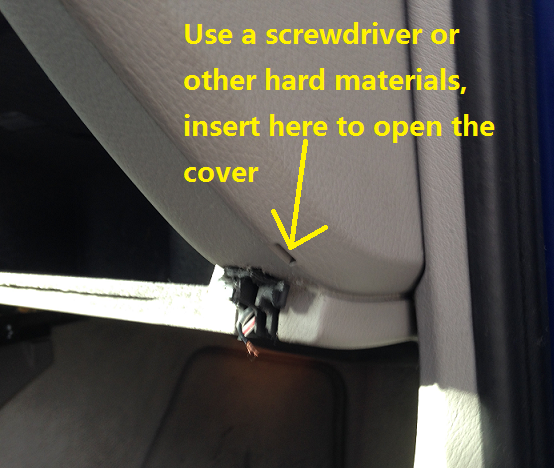 Use a screwdriver or
other hard materials,
insert here to open the
cover